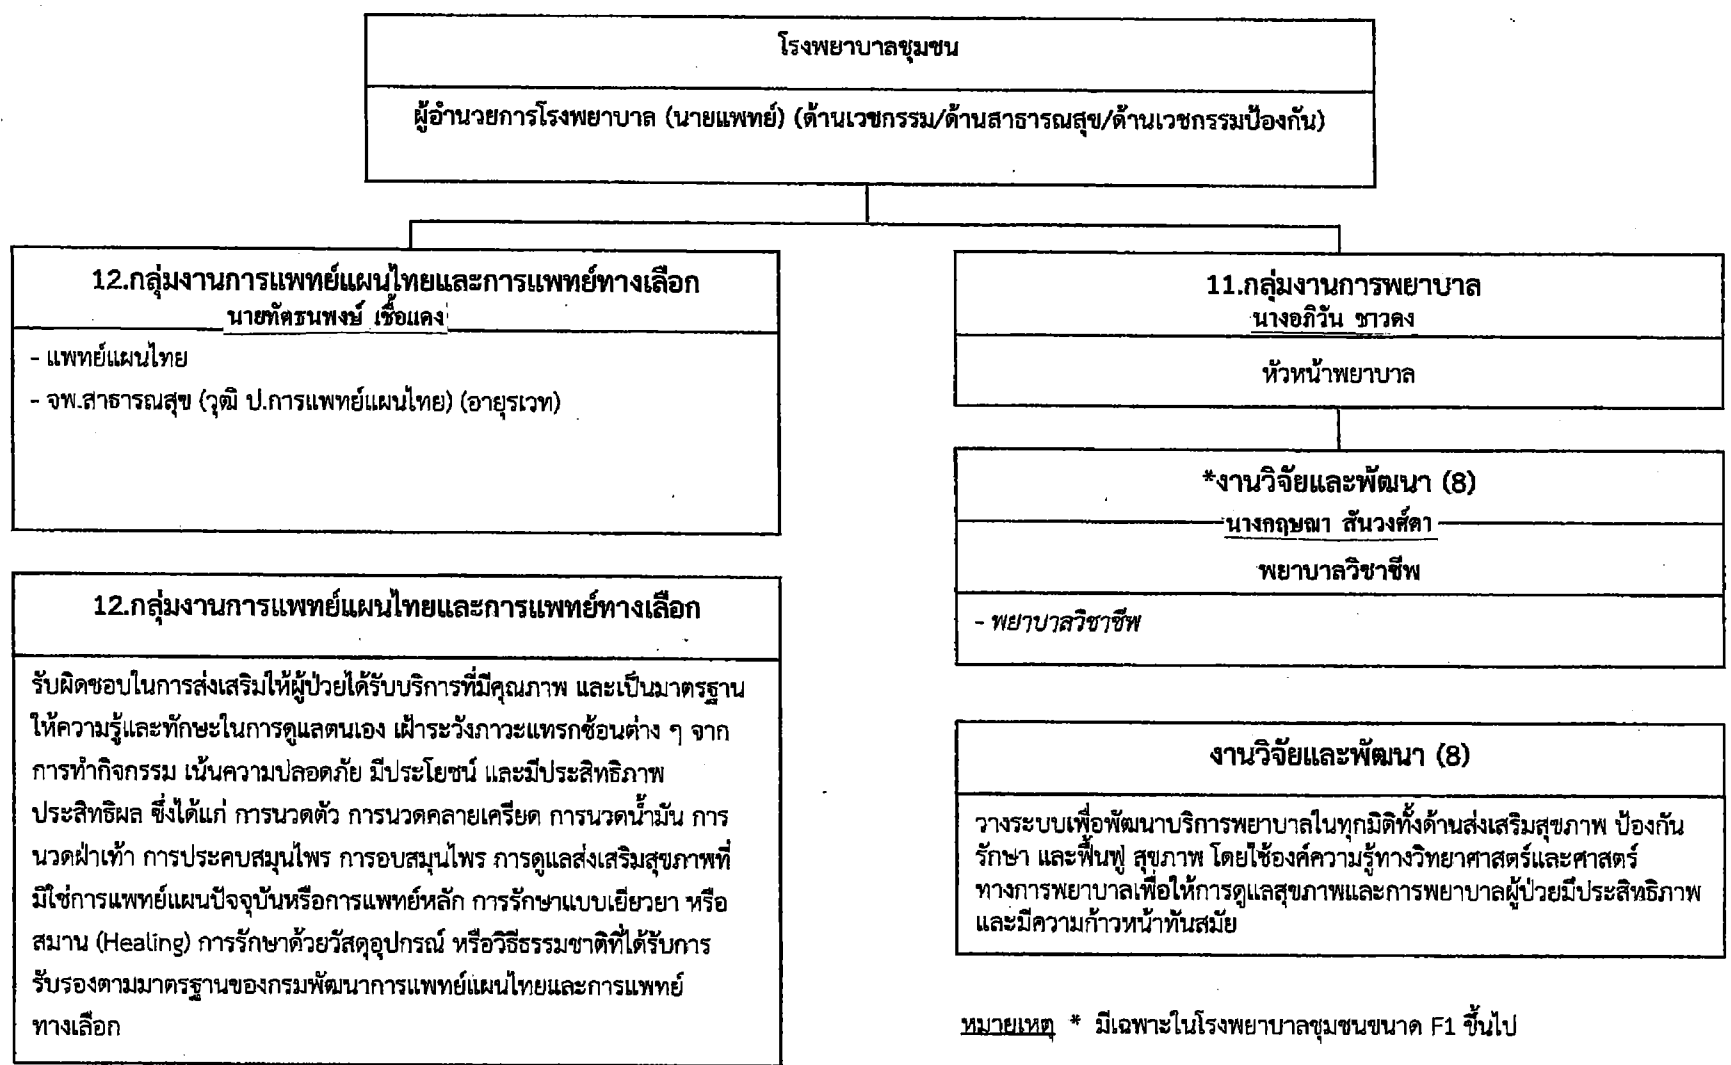 โรงพยาบาลชุมชน
ผู้อำนวยการโรงพยาบาล (นายแพทย์) (ด้านเวชกรรม/ด้านสาธารณสุข/ด้านเวชกรรมป้องกัน)
12.กลุ่มงานการแพทย์แผนไทยและการแพทย์ทางเลือก
นายทัตธนพงษ์ เชื้อแดง
- แพทย์แผนไทย
- จพ.สาธารณสุข (วุฒิ ป.การแพทย์แผนไทย) (อายุรเวท)
12.กลุ่มงานการแพทย์แผนไทยและการแพทย์ทางเลือก
รับผิดชอบในการส่งเสริมให้ผู้ป่วยได้รับบริการที่มีคุณภาพ และเป็นมาตรฐาน
ให้ความรู้และทักษะในการดูแลตนเอง เฝ้าระวังภาวะแทรกซ้อนต่าง ๆ จาก
การทำกิจกรรม เน้นความปลอดภัย มีประโยชน์ และมีประสิทธิภาพ
ประสิทธิผล ซึ่งได้แก่ การนวดตัว การนวดคลายเครียด การนวดน้ำมัน การ
นวดฝ่าเท้า การประคบสมุนไพร การอบสมุนไพร การดูแลส่งเสริมสุขภาพที่
มิใช่การแพทย์แผนปัจจุบันหรือการแพทย์หลัก การรักษาแบบเยียวยา หรือ
สมาน (Healing) การรักษาด้วยวัสดุอุปกรณ์ หรือวิธีธรรมชาติที่ได้รับการ
รับรองตามมาตรฐานของกรมพัฒนาการแพทย์แผนไทยและการแพทย์
ทางเลือก
11.กลุ่มงานการพยาบาล
นางอภิวัน ชาวดง
หัวหน้าพยาบาล
*งานวิจัยและพัฒนา (8)
นางกฤษณา สันวงศ์ตา
พยาบาลวิชาชีพ
- พยาบาลวิชาชีพ
งานวิจัยและพัฒนา (8)
วางระบบเพื่อพัฒนาบริการพยาบาลในทุกมิติทั้งด้านส่งเสริมสุขภาพ ป้องกัน
รักษา และฟื้นฟู สุขภาพ โดยใช้องค์ความรู้ทางวิทยาศาสตร์และศาสตร์
ทางการพยาบาลเพื่อให้การดูแลสุขภาพและการพยาบาลผู้ป่วยมีประสิทธิภาพ
และมีความก้าวหน้าทันสมัย
หมายเหตุ * มีเฉพาะในโรงพยาบาลชุมชนขนาด F1 ขึ้นไป